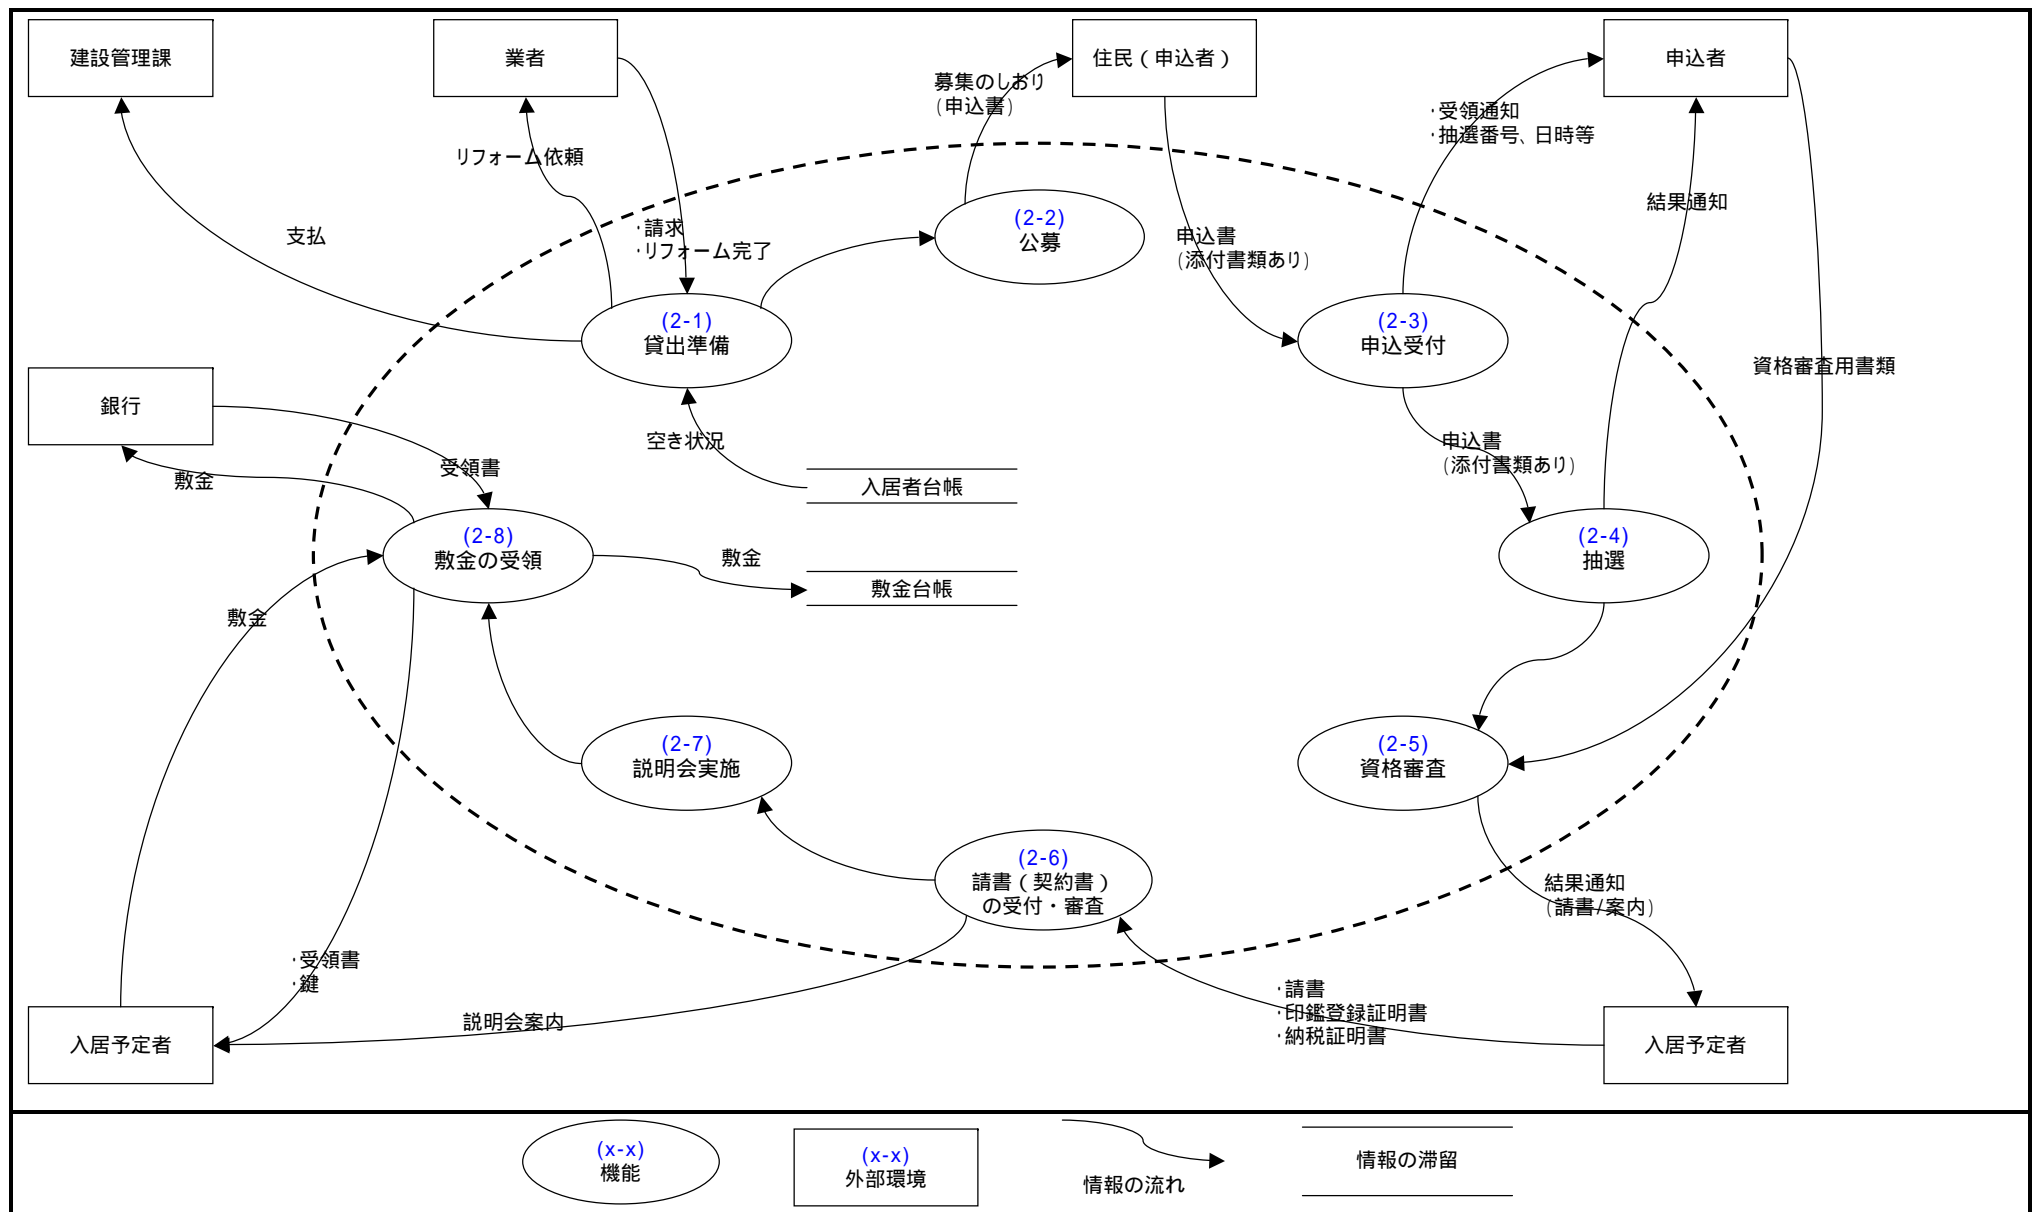 建設管理課
業者
住民（申込者）
申込者
募集のしおり
(申込書)
・受領通知
・抽選番号、日時等
リフォーム依頼
結果通知
支払
・請求
・リフォーム完了
(2-2)
公募
申込書
(添付書類あり)
(2-1)
貸出準備
(2-3)
申込受付
資格審査用書類
銀行
空き状況
申込書
(添付書類あり)
受領書
敷金
入居者台帳
(2-8)
敷金の受領
敷金
敷金台帳
(2-4)
抽選
敷金
(2-7)
説明会実施
(2-5)
資格審査
(2-6)
請書（契約書）
の受付・審査
結果通知
(請書/案内)
・受領書
・鍵
・請書
・印鑑登録証明書
・納税証明書
説明会案内
入居予定者
入居予定者
(x-x)
機能
(x-x)
外部環境
情報の流れ
情報の滞留